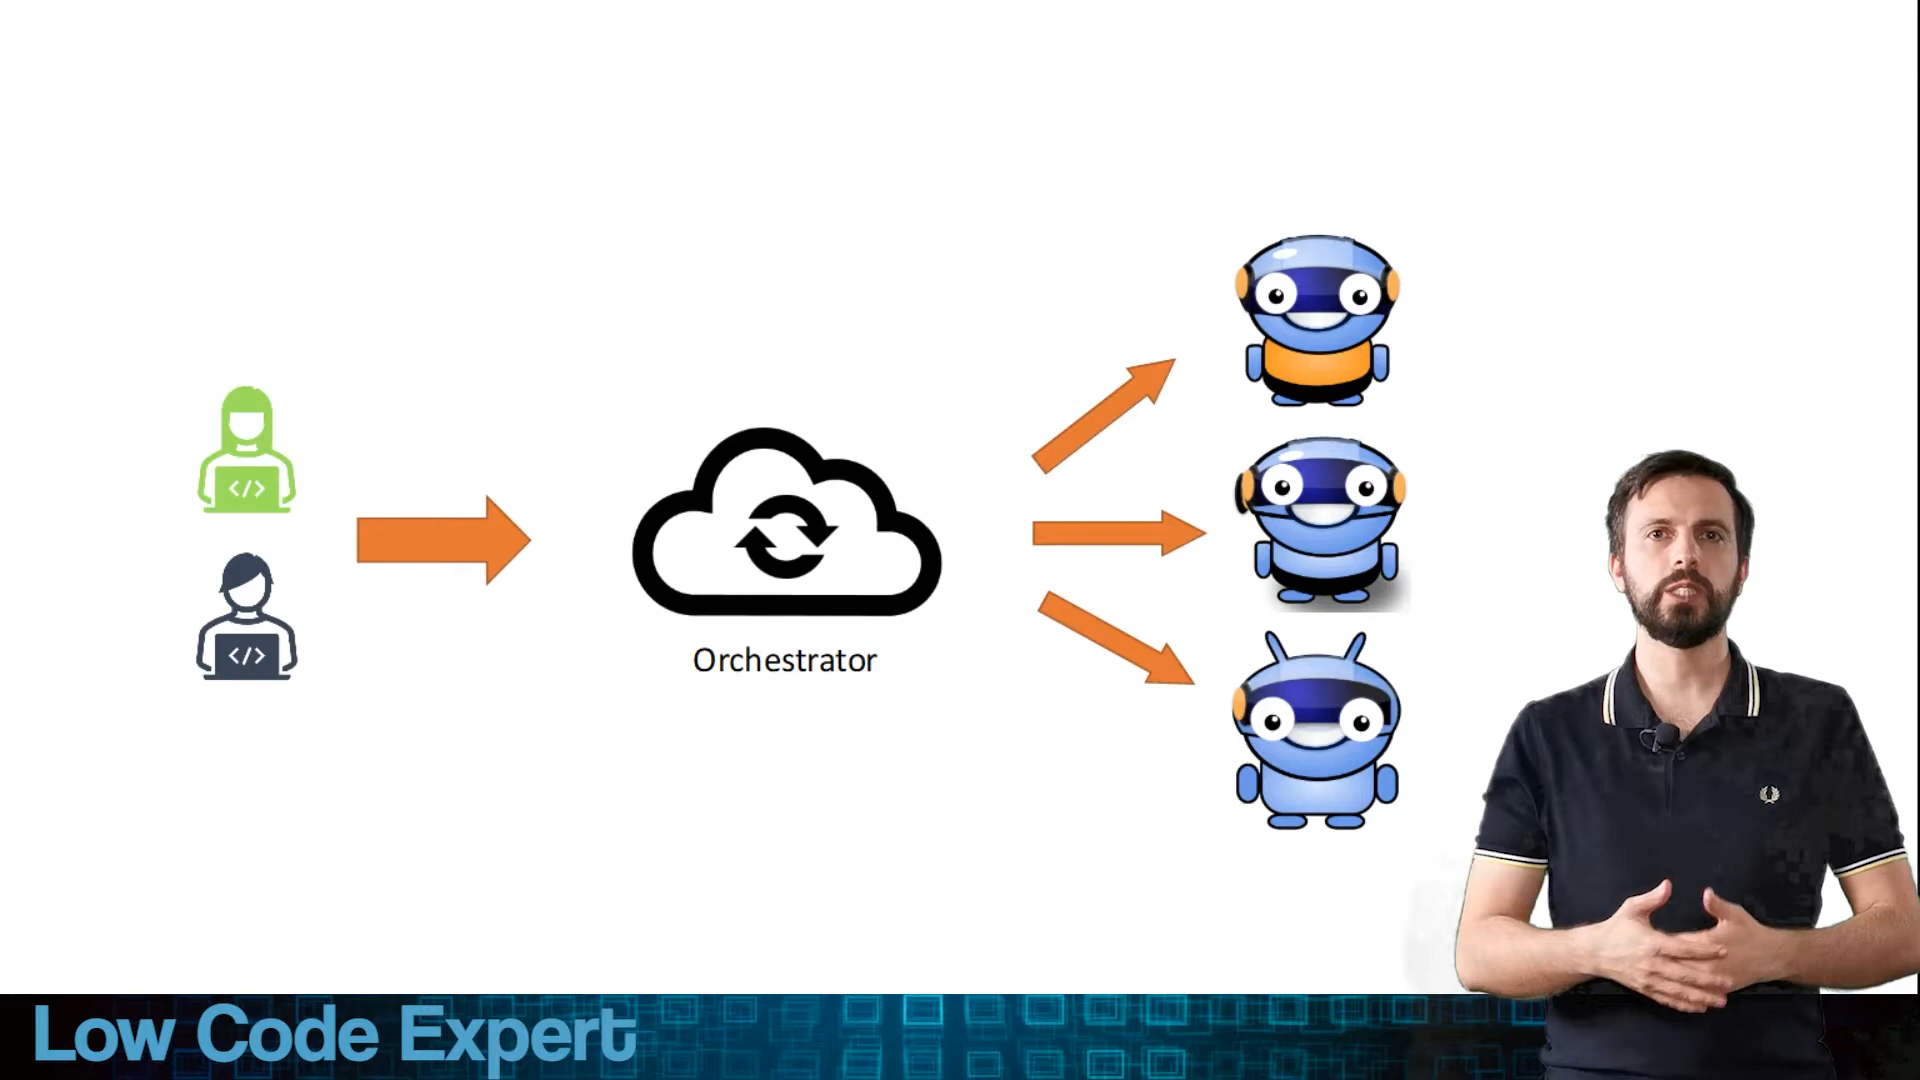 </>
</>
Orchestrator
Low Code Expert